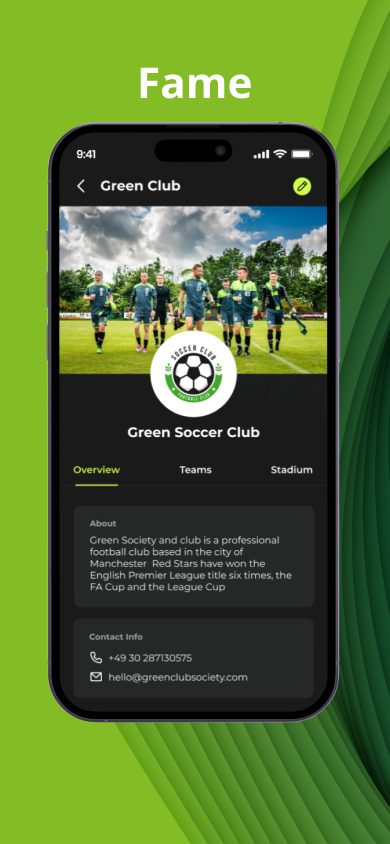 Fame
9:41
Green Club
SOCCER CLUB
FOOTBALL CLUB
Green Soccer Club
Overview Teams Stadium
About
Green Society and club is a professional
football club based in the city of
Manchester Red Stars have won the
English Premier League title six times, the
FA Cup and the League Cup
Contact Info
+49 30 287130575
hello@greenclubsociety.com